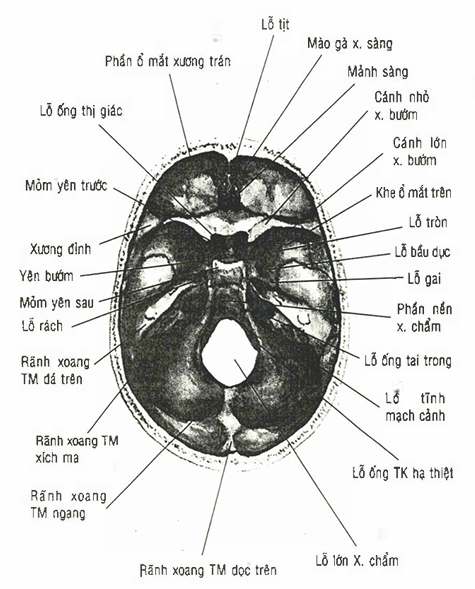 Lỗ tịt
Mào gà x. sàng
Phần ổ mắt xương trán
Mảnh sàng
Lỗ ống thị giác
Cánh nhỏ
x. bướm
Cánh lớn
x. bướm
Mỏm yên trước
Khe ổ mắt trên
Lỗ tròn
Xương đỉnh
Lỗ bầu dục
Yên bướm
Lỗ gai
Mỏm yên sau
Phần nền
x. chẩm
Lỗ rách
Rãnh xoang
TM đá trên
Lỗ ống tai trong
Lỗ tĩnh
mạch cảnh
Rãnh xoang TM
xích ma
Lỗ ống TK hạ thiệt
Rãnh xoang
TM ngang
Lỗ lớn X. chẩm
Rãnh xoang TM dọc trên